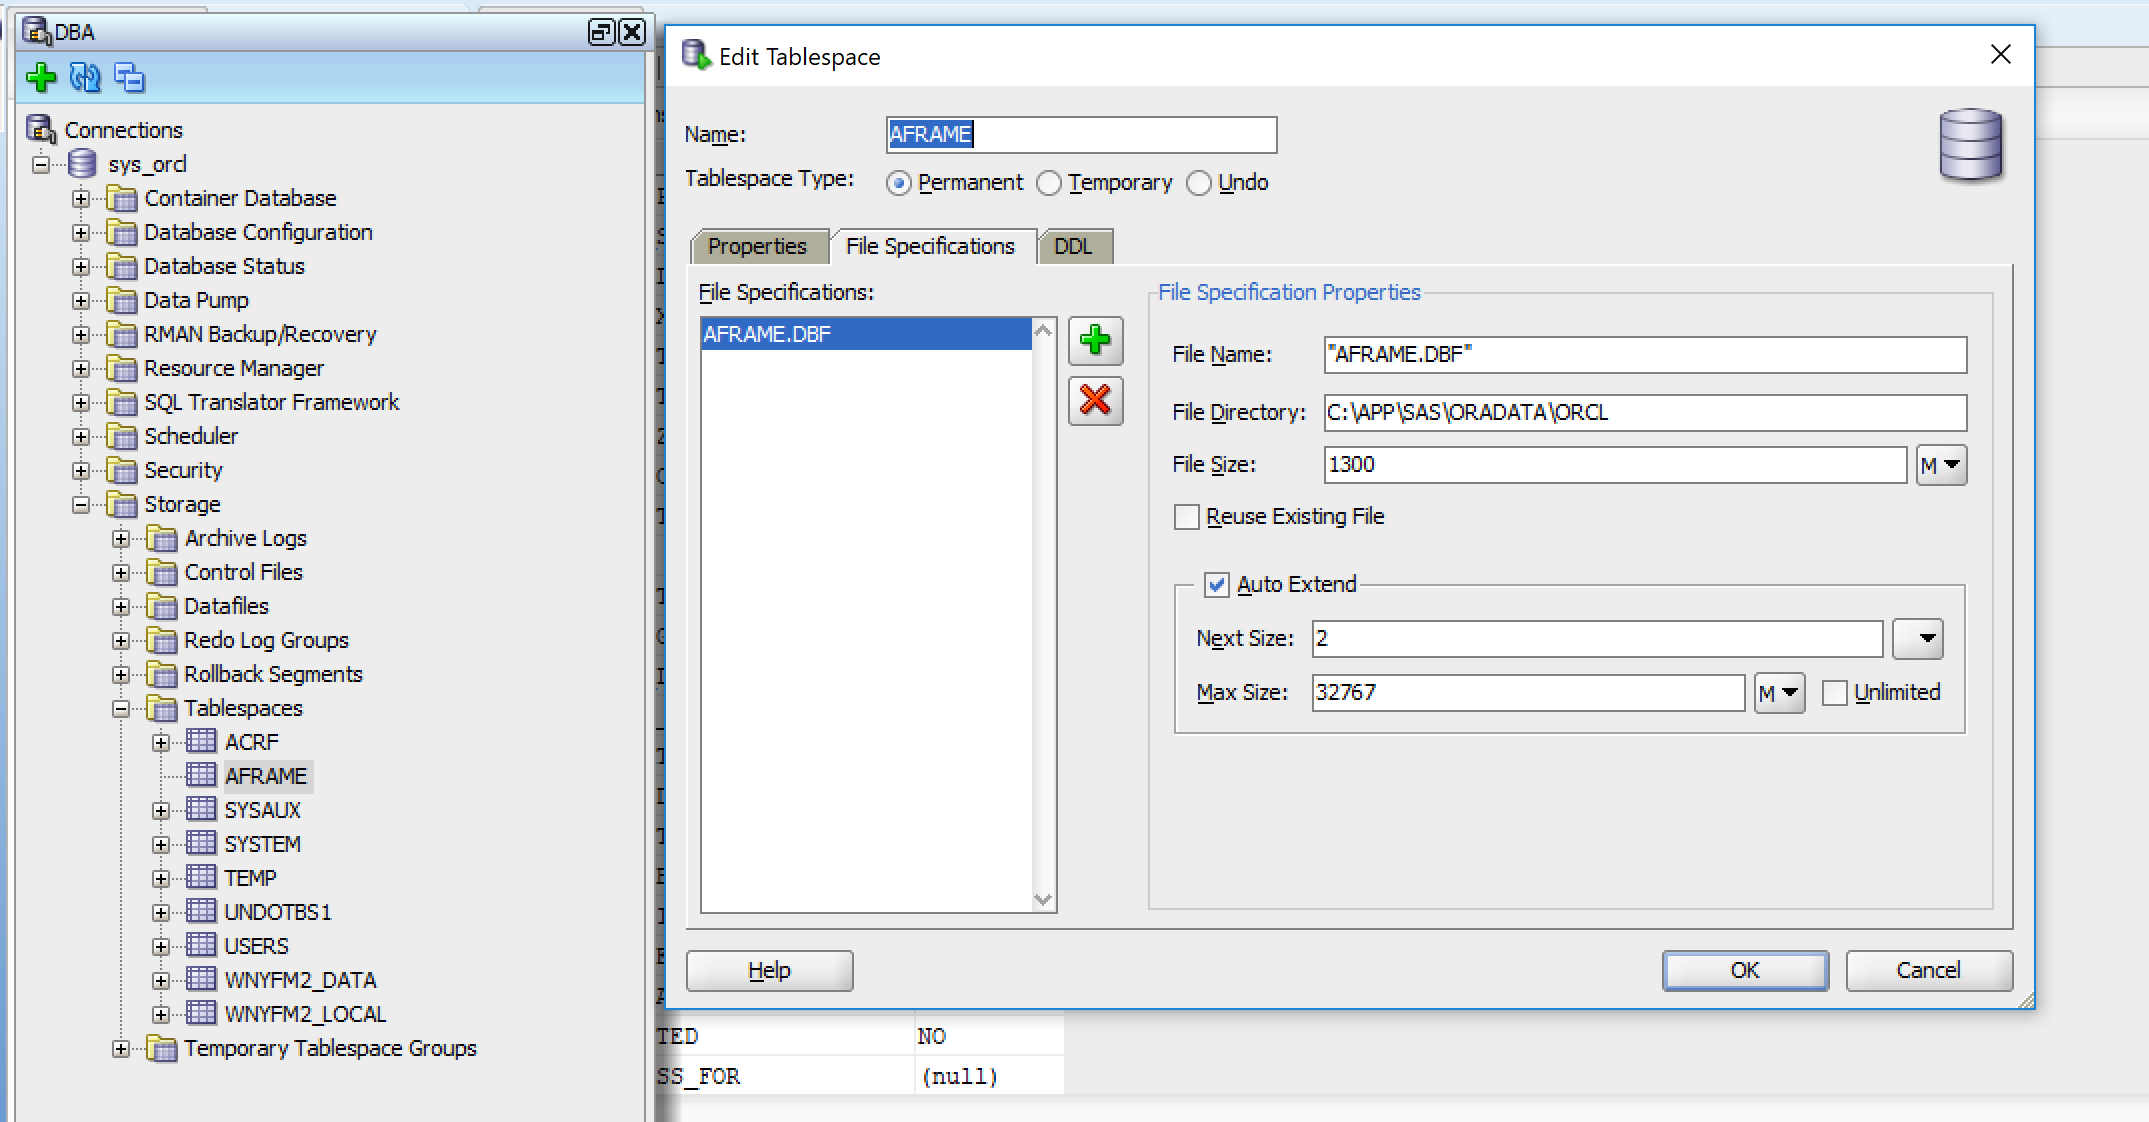 DBA
Connections
sys_orcl
Container Database
Database Configuration
Database Status
Data Pump
RMAN Backup/Recovery
Resource Manager
SQL Translator Framework
Scheduler
Security
Storage
Archive Logs
Control Files
Datafiles
Redo Log Groups
Rollback Segments
Tablespaces
ACRF
AFRAME
SYSAUX
SYSTEM
TEMP
UNDOTBS1
USERS
WNYFM2_DATA
WNYFM2_LOCAL
Temporary Tablespace Groups
Edit Tablespace
Name: AFRAME
Tablespace Type: Permanent Temporary Undo
Properties File Specifications DDL
File Specifications:
AFRAME.DBF
File Specification Properties
File Name: "AFRAME.DBF"
File Directory: C:\APP\SAS\ORADATA\ORCL
File Size: 1300 M
Reuse Existing File
Auto Extend
Next Size: 2
Max Size: 32767 M Unlimited
Help OK Cancel
TED NO
SS_FOR (null)